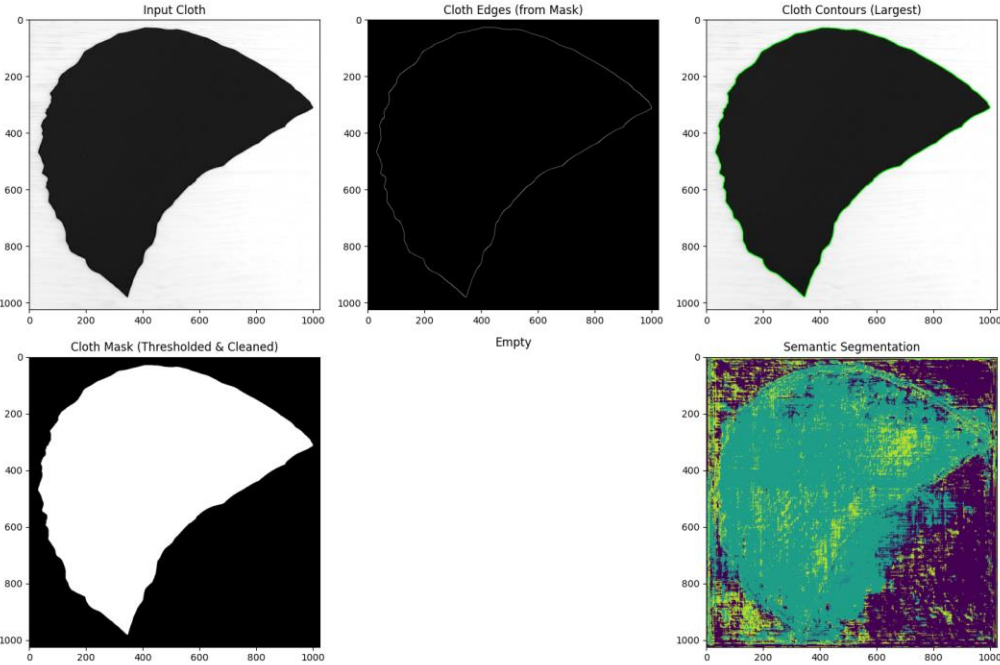 Input Cloth
Cloth Edges (from Mask)
Cloth Contours (Largest)
0
200
400
600
800
1000
0 200 400 600 800 1000
0
200
400
600
800
1000
0 200 400 600 800 1000
0
200
400
600
800
1000
0 200 400 600 800 1000
Cloth Mask (Thresholded & Cleaned)
Empty
Semantic Segmentation
0
200
400
600
800
1000
0 200 400 600 800 1000
0
200
400
600
800
1000
0 200 400 600 800 1000